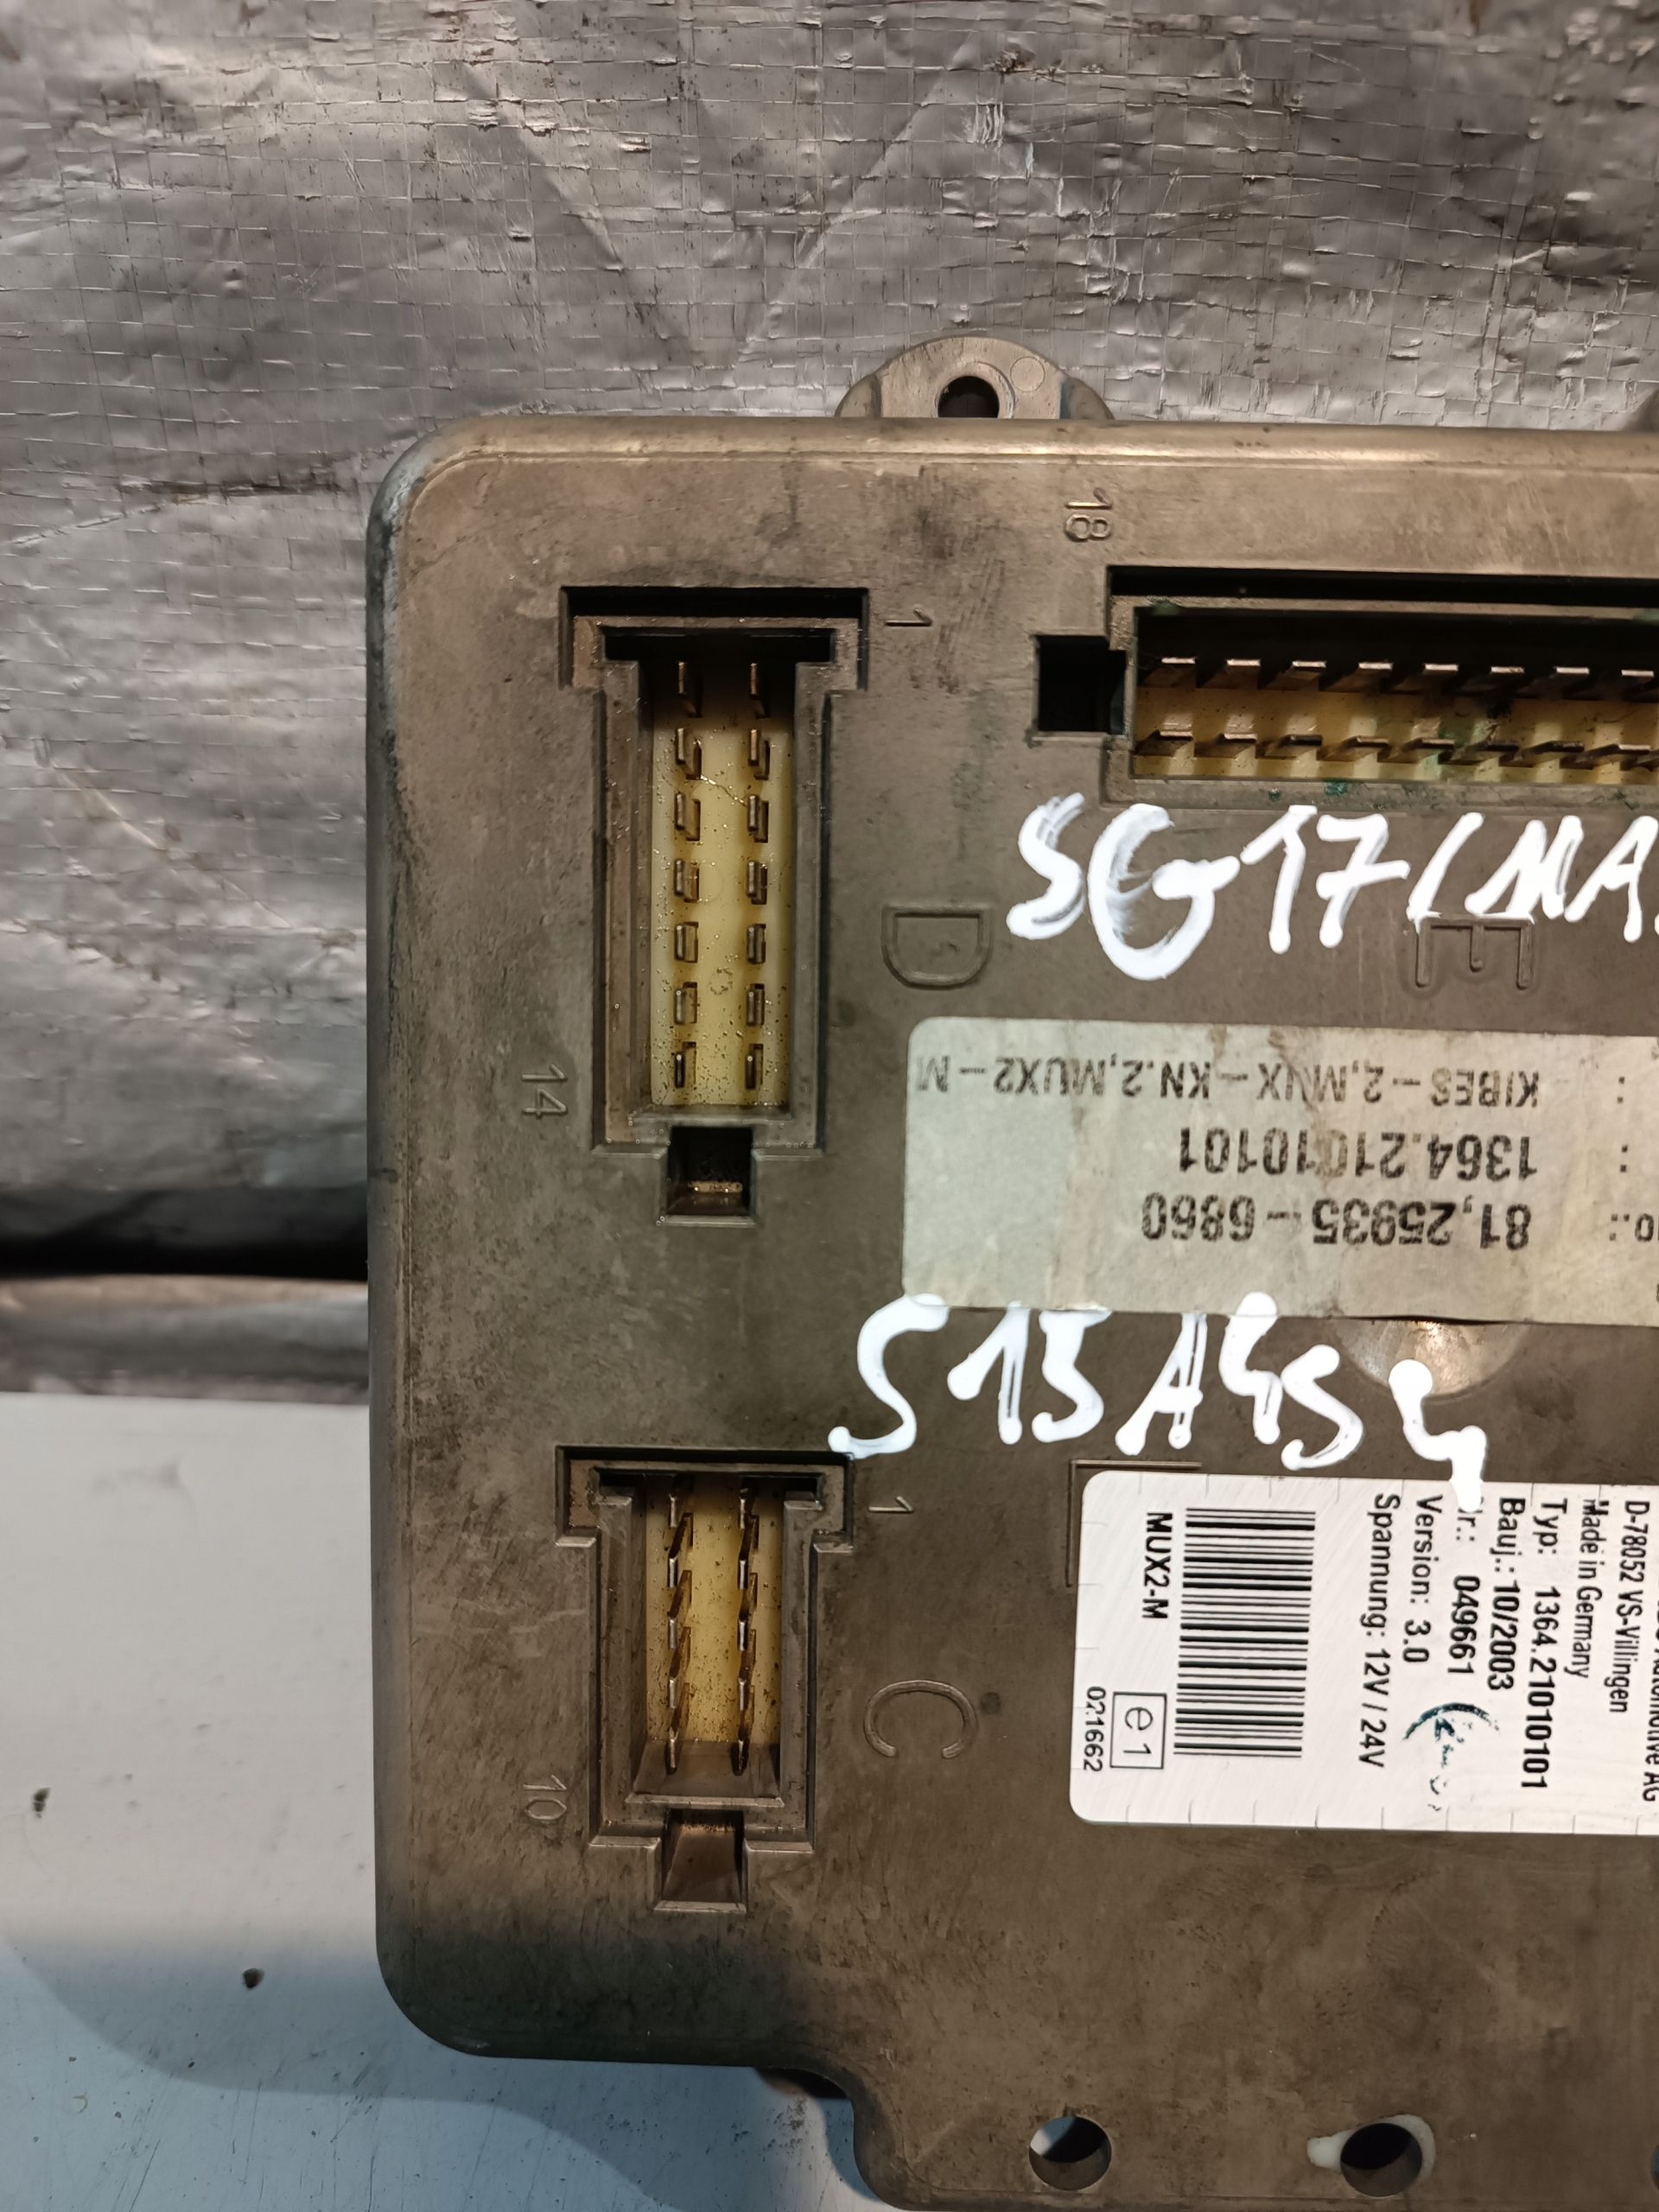 18
1
SG17(MA
D
E
14
81.25935-6860
1364.21010101
KIBES-2,MUX-KN.2,MUX2-M
S15A4S4
1
D-78052 VS-Villingen
Made in Germany
Typ: 1364.21010101
Bauj.: 10/2003
Nr.: 049661
Version: 3.0
Spannung: 12V / 24V
MUX2-M
e1
021662
C
10